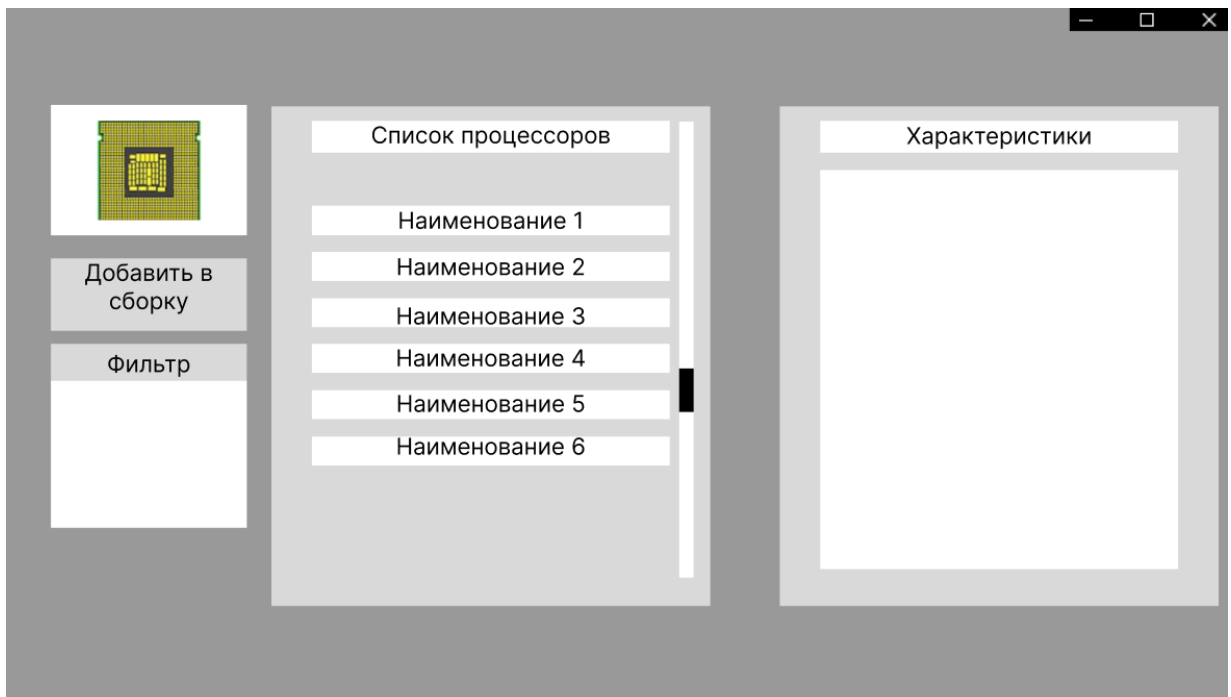 Добавить в
сборку
Фильтр
Список процессоров
Наименование 1
Наименование 2
Наименование 3
Наименование 4
Наименование 5
Наименование 6
Характеристики